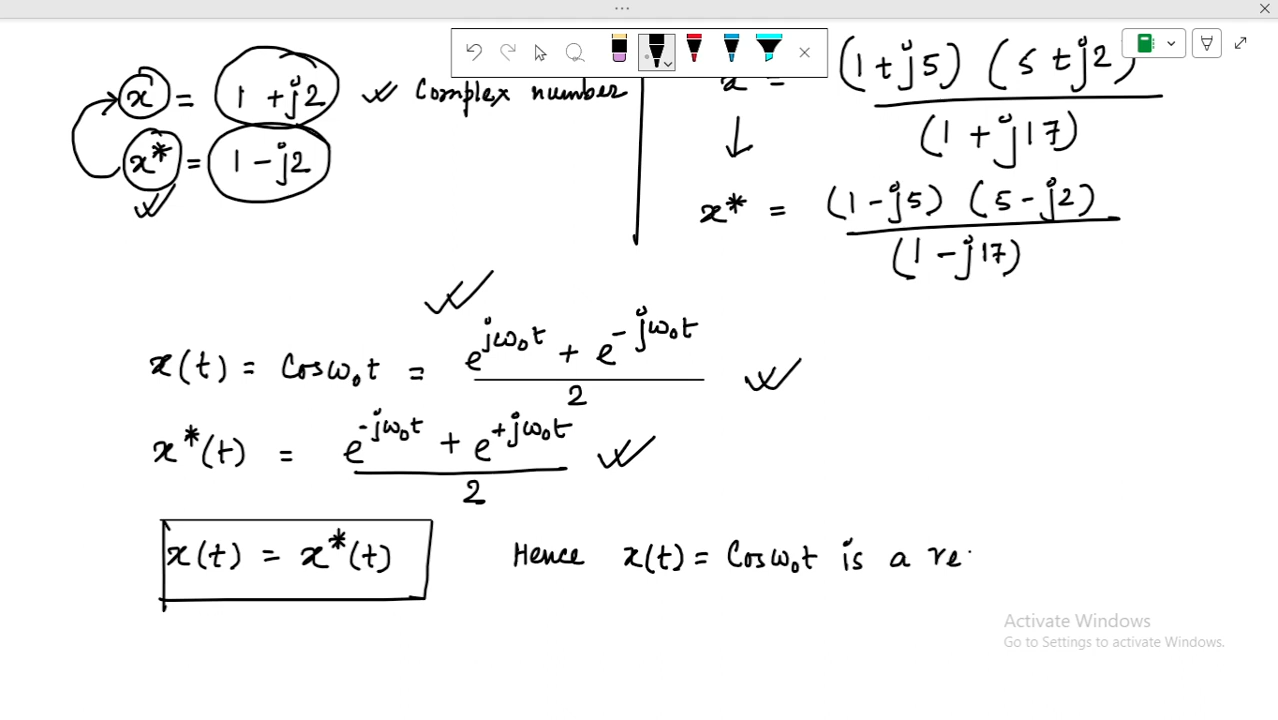 x = 1 + j2 Complex number
x* = 1 - j2
x = (1 + j5) (5 + j2) / (1 + j17)
x* = (1 - j5) (5 - j2) / (1 - j17)
x(t) = Cosω₀t = (e^{jω₀t} + e^{-jω₀t}) / 2
x*(t) = (e^{-jω₀t} + e^{+jω₀t}) / 2
x(t) = x*(t) Hence x(t) = Cosω₀t is a re
Activate Windows
Go to Settings to activate Windows.